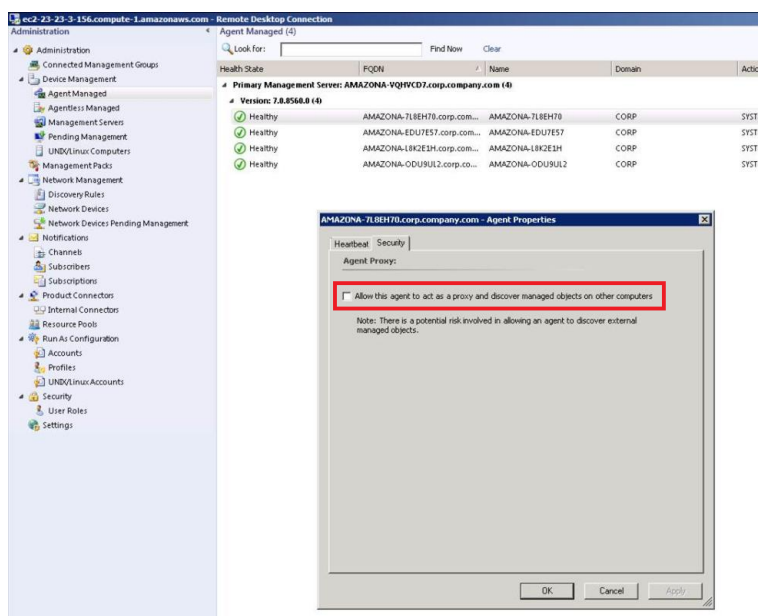 ec2-23-23-3-156.compute-1.amazonaws.com - Remote Desktop Connection
Administration
Agent Managed (4)
Administration
Connected Management Groups
Device Management
Agent Managed
Agentless Managed
Management Servers
Pending Management
UNIX/Linux Computers
Management Packs
Network Management
Discovery Rules
Network Devices
Network Devices Pending Management
Notifications
Channels
Subscribers
Subscriptions
Product Connectors
Internal Connectors
Resource Pools
Run As Configuration
Accounts
Profiles
UNIX/Linux Accounts
Security
User Roles
Settings
Look for: Find Now Clear
Health State FQDN Name Domain Actic
Primary Management Server: AMAZONA-VQHVCD7.corp.company.com (4)
Version: 7.0.8560.0 (4)
Healthy AMAZONA-7L8EH70.corp.com... AMAZONA-7L8EH70 CORP SYST
Healthy AMAZONA-EDU7E57.corp.com... AMAZONA-EDU7E57 CORP SYST
Healthy AMAZONA-L8K2E1H.corp.com... AMAZONA-L8K2E1H CORP SYST
Healthy AMAZONA-ODU9UL2.corp.co... AMAZONA-ODU9UL2 CORP SYST
AMAZONA-7L8EH70.corp.company.com - Agent Properties
Heartbeat Security
Agent Proxy:
Allow this agent to act as a proxy and discover managed objects on other computers
Note: There is a potential risk involved in allowing an agent to discover external
managed objects.
OK Cancel Apply